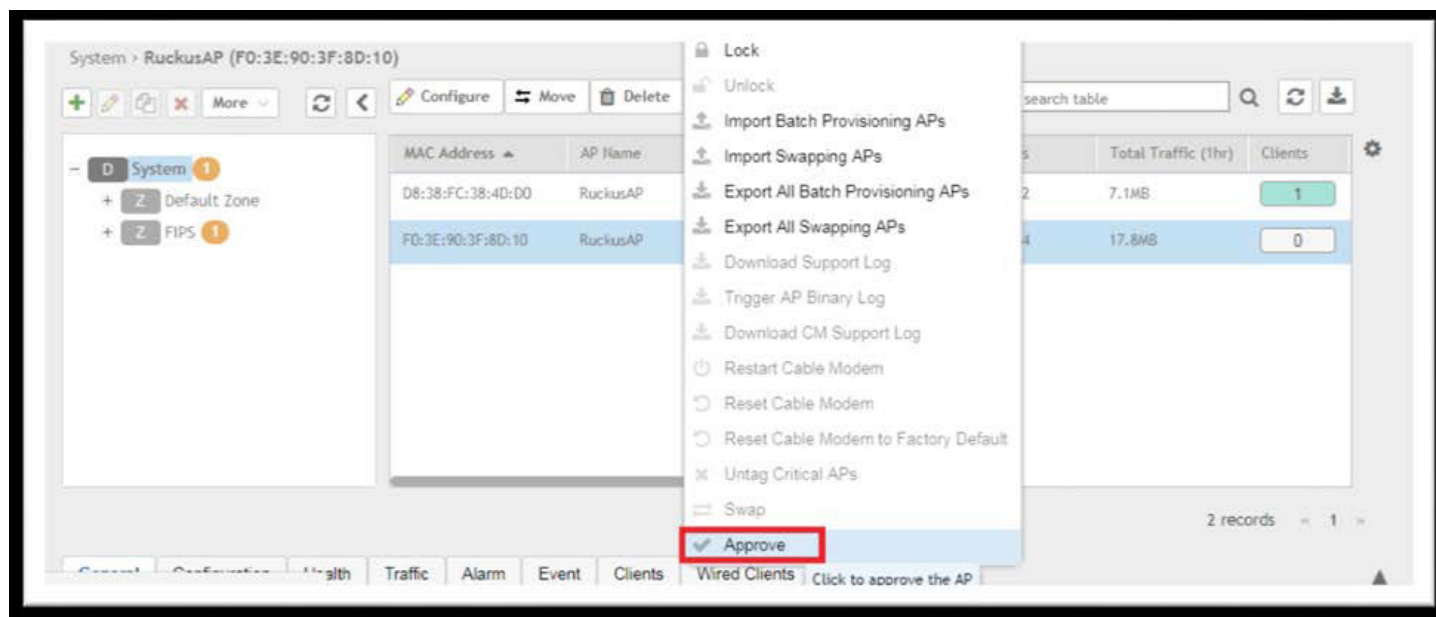 System › RuckusAP (F0:3E:90:3F:8D:10)
More
Configure
Move
Delete
search table
System 1
Default Zone
FIPS 1
D
Z
Z
MAC Address AP Name Total Traffic (1hr) Clients
D8:38:FC:38:4D:D0 RuckusAP 2 7.1MB 1
F0:3E:90:3F:8D:10 RuckusAP 4 17.8MB 0
Lock
Unlock
Import Batch Provisioning APs
Import Swapping APs
Export All Batch Provisioning APs
Export All Swapping APs
Download Support Log
Trigger AP Binary Log
Download CM Support Log
Restart Cable Modem
Reset Cable Modem
Reset Cable Modem to Factory Default
Untag Critical APs
Swap
Approve
2 records « 1 »
General Configuration Health Traffic Alarm Event Clients Wired Clients
Click to approve the AP